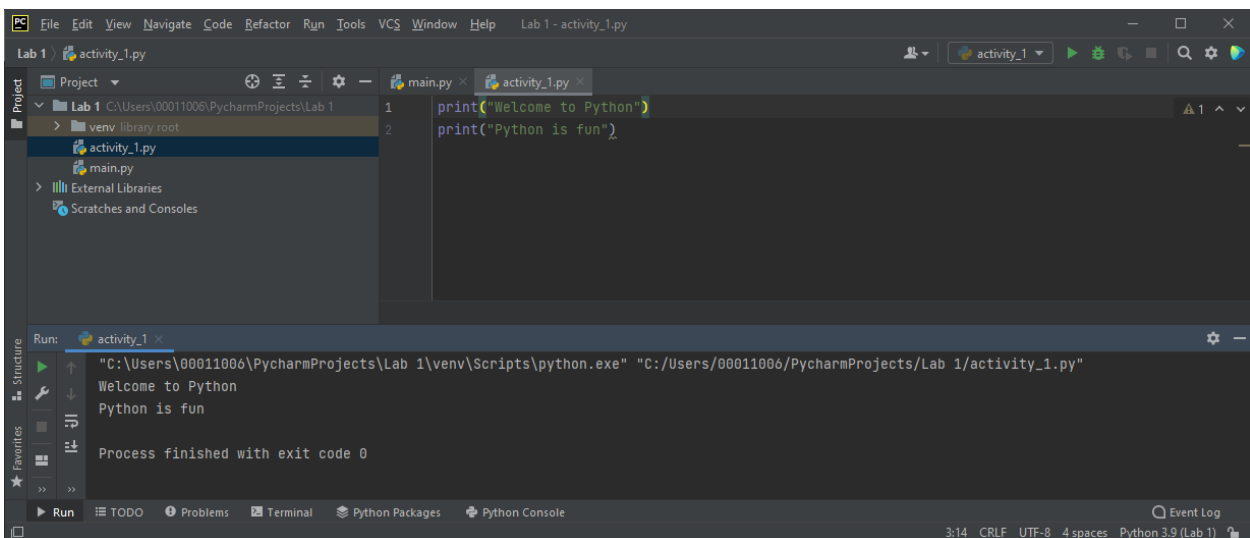 PC File Edit View Navigate Code Refactor Run Tools VCS Window Help Lab 1 - activity_1.py
Lab 1 activity_1.py activity_1
Project main.py activity_1.py
Project
Lab 1 C:\Users\00011006\PycharmProjects\Lab 1
venv library root
activity_1.py
main.py
External Libraries
Scratches and Consoles
1 print("Welcome to Python") 1
2 print("Python is fun")
Structure
Favorites
Run: activity_1
"C:\Users\00011006\PycharmProjects\Lab 1\venv\Scripts\python.exe" "C:/Users/00011006/PycharmProjects/Lab 1/activity_1.py"
Welcome to Python
Python is fun
Process finished with exit code 0
Run TODO Problems Terminal Python Packages Python Console Event Log
3:14 CRLF UTF-8 4 spaces Python 3.9 (Lab 1)